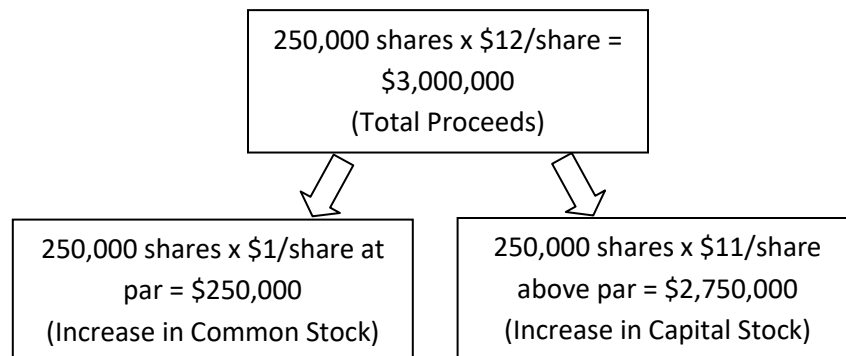 250,000 shares x $12/share =
$3,000,000
(Total Proceeds)
250,000 shares x $1/share at
par = $250,000
(Increase in Common Stock)
250,000 shares x $11/share
above par = $2,750,000
(Increase in Capital Stock)